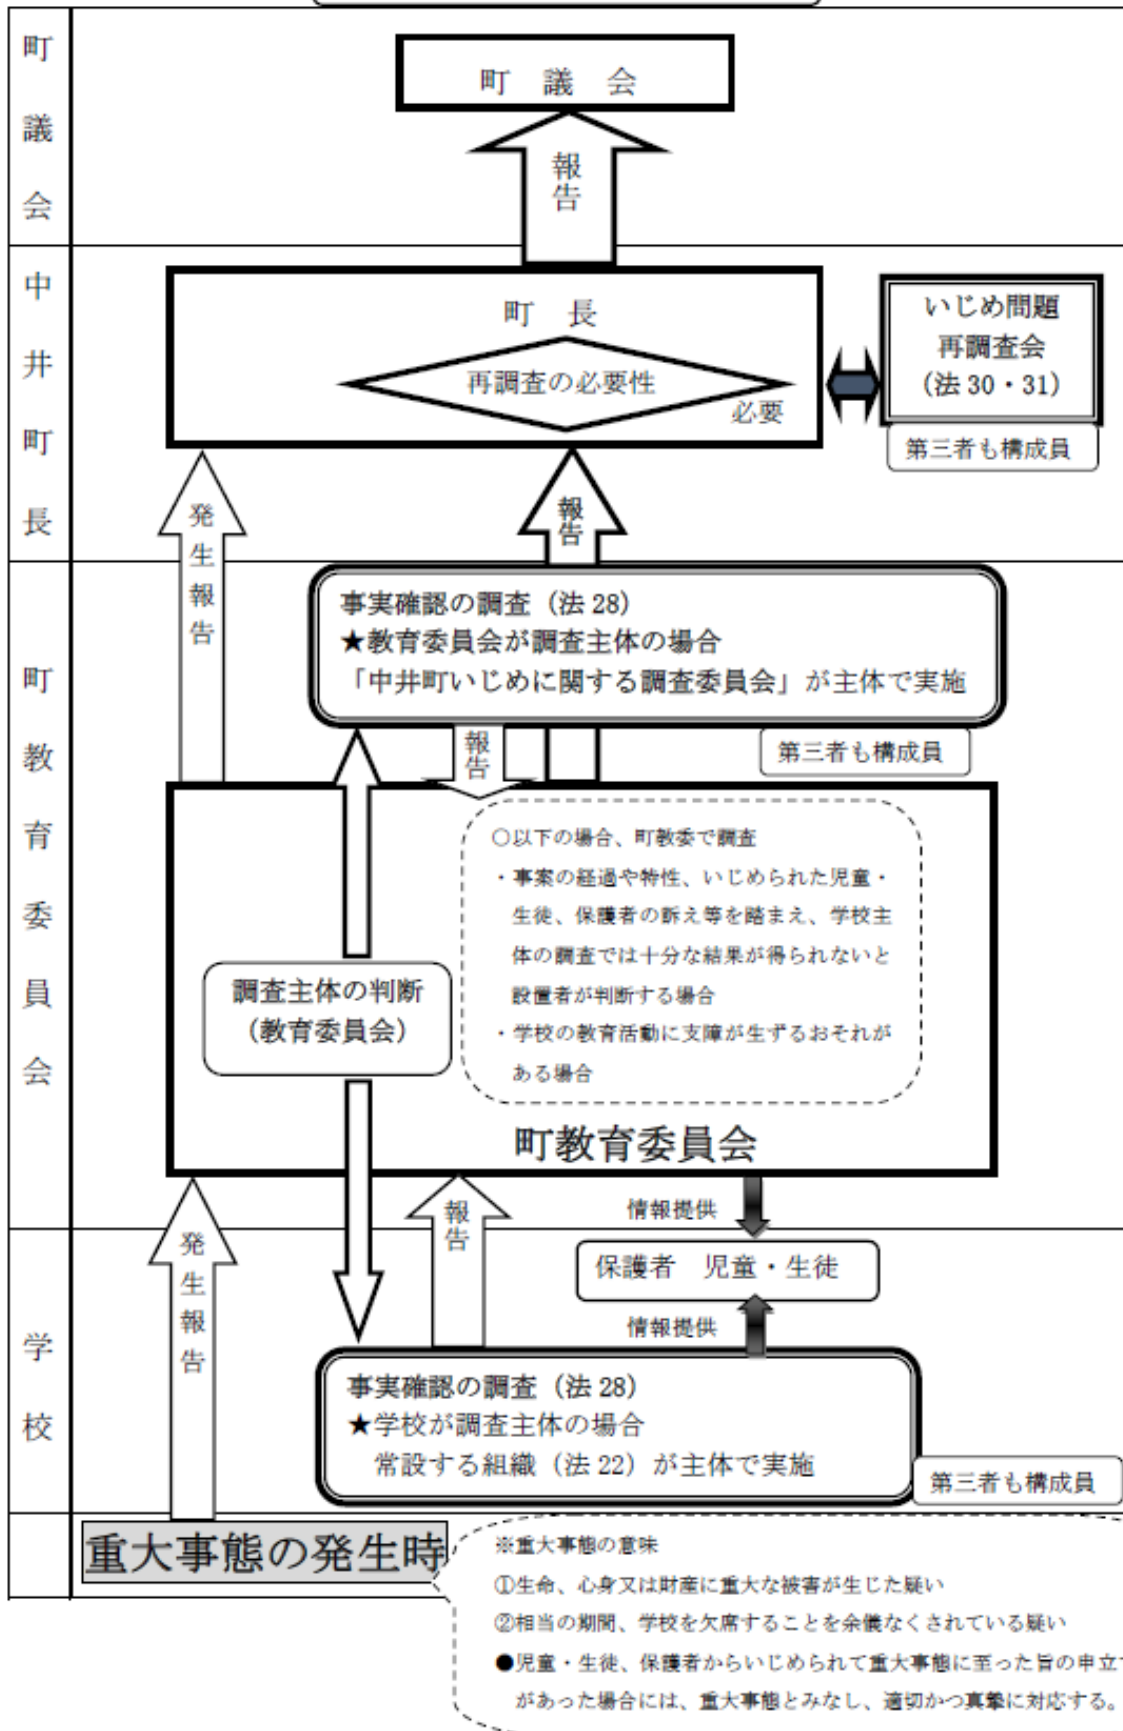 町議会
町 議 会
報告
中井町長
町 長
再調査の必要性
必要
いじめ問題
再調査会
（法 30・31）
第三者も構成員
発生報告
報告
町教育委員会
事実確認の調査（法 28）
★教育委員会が調査主体の場合
「中井町いじめに関する調査委員会」が主体で実施
第三者も構成員
報告
○以下の場合、町教委で調査
・事案の経過や特性、いじめられた児童・
生徒、保護者の訴え等を踏まえ、学校主
体の調査では十分な結果が得られないと
設置者が判断する場合
・学校の教育活動に支障が生ずるおそれが
ある場合
調査主体の判断
（教育委員会）
町教育委員会
学校
発生報告
報告
情報提供
保護者 児童・生徒
情報提供
事実確認の調査（法 28）
★学校が調査主体の場合
常設する組織（法 22）が主体で実施
第三者も構成員
重大事態の発生時
※重大事態の意味
①生命、心身又は財産に重大な被害が生じた疑い
②相当の期間、学校を欠席することを余儀なくされている疑い
●児童・生徒、保護者からいじめられて重大事態に至った旨の申立て
があった場合には、重大事態とみなし、適切かつ真摯に対応する。